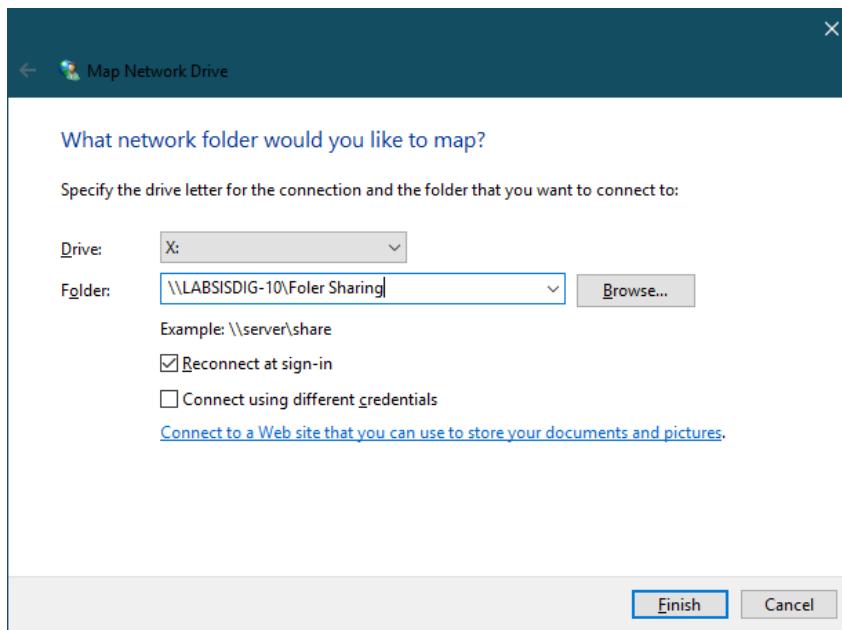 Map Network Drive
What network folder would you like to map?
Specify the drive letter for the connection and the folder that you want to connect to:
Drive: X:
Folder: \\LABSISDIG-10\Foler Sharing Browse...
Example: \\server\share
Reconnect at sign-in
Connect using different credentials
Connect to a Web site that you can use to store your documents and pictures.
Finish Cancel